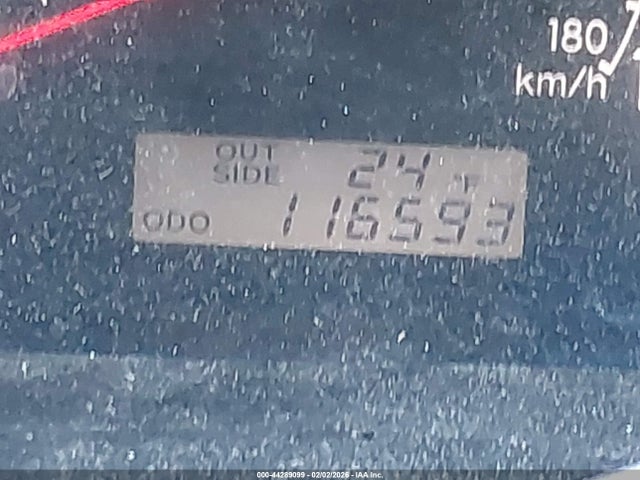 180
km/h
OUT
SIDE 24 °F
ODO 116593
000-44289099 - 02/02/2026 - IAA Inc.